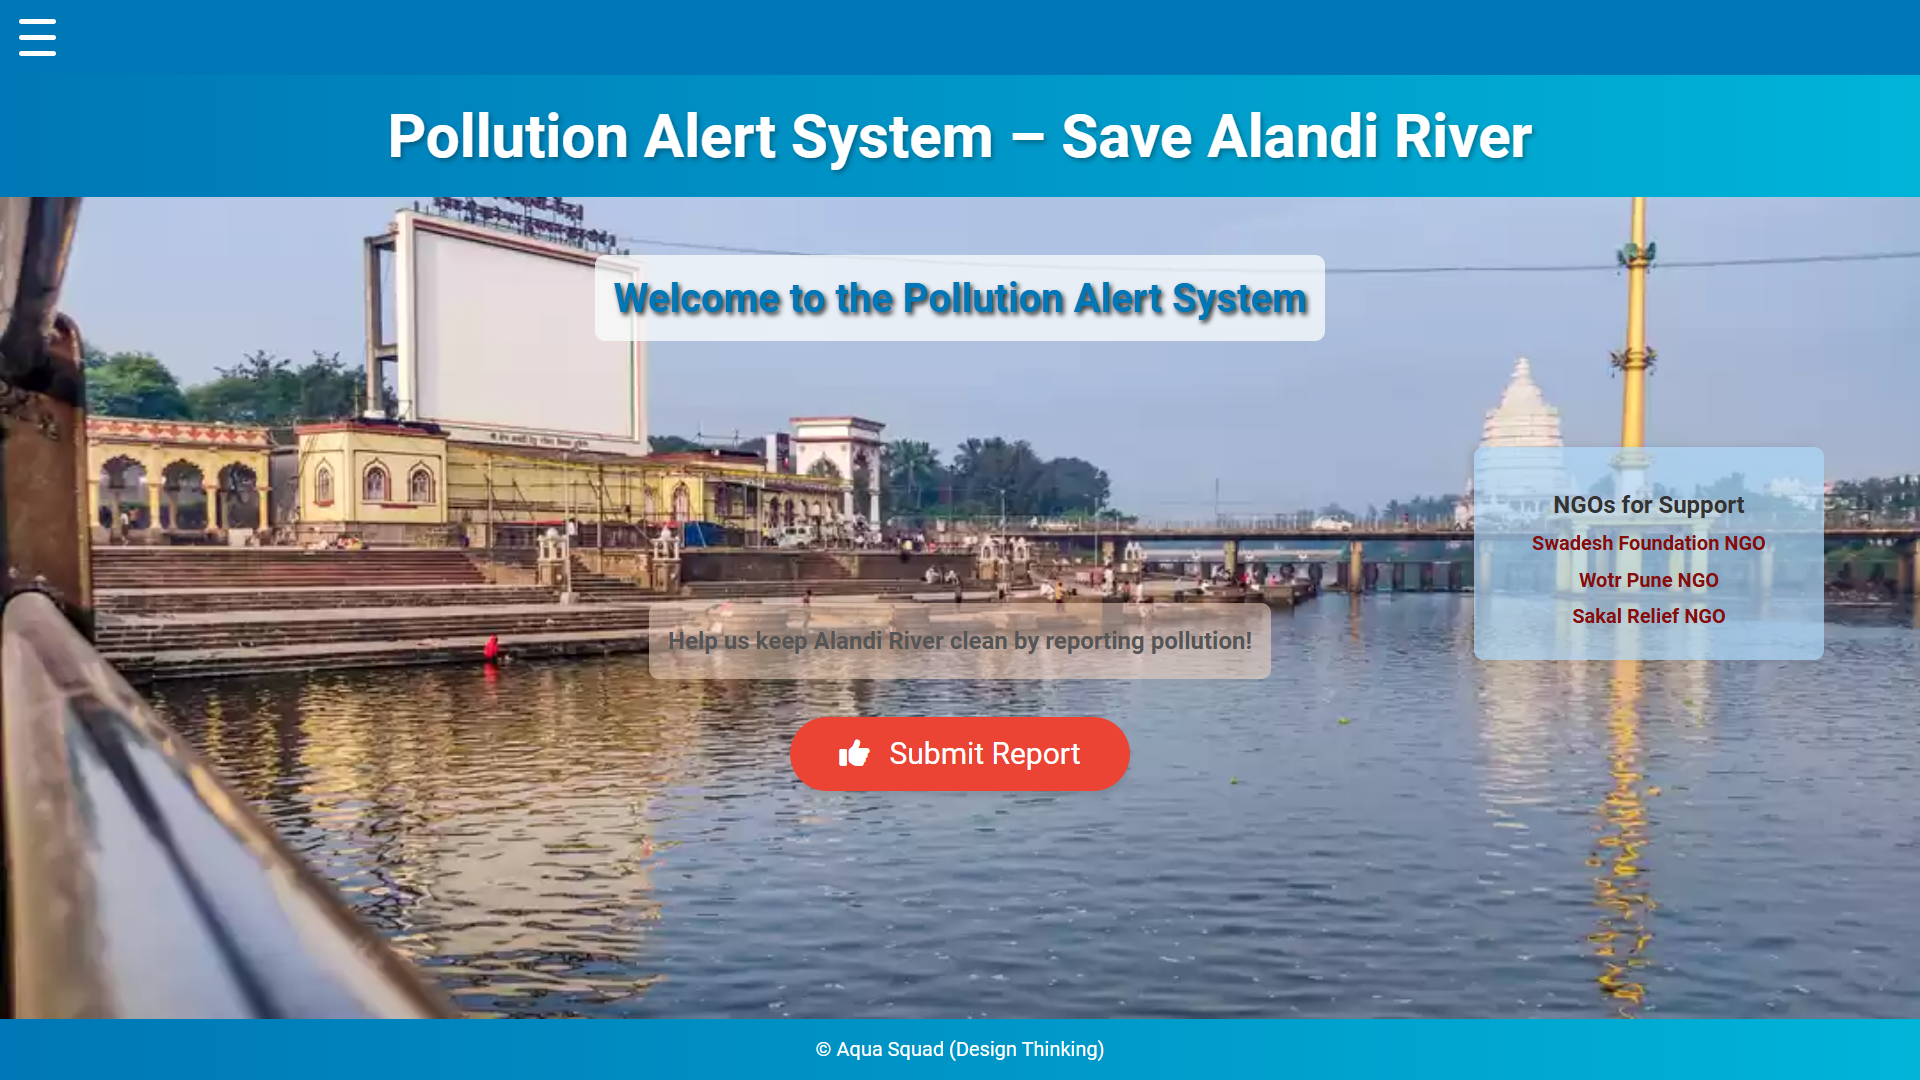 Pollution Alert System – Save Alandi River
Welcome to the Pollution Alert System
NGOs for Support
Swadesh Foundation NGO
Wotr Pune NGO
Sakal Relief NGO
Help us keep Alandi River clean by reporting pollution!
Submit Report
© Aqua Squad (Design Thinking)